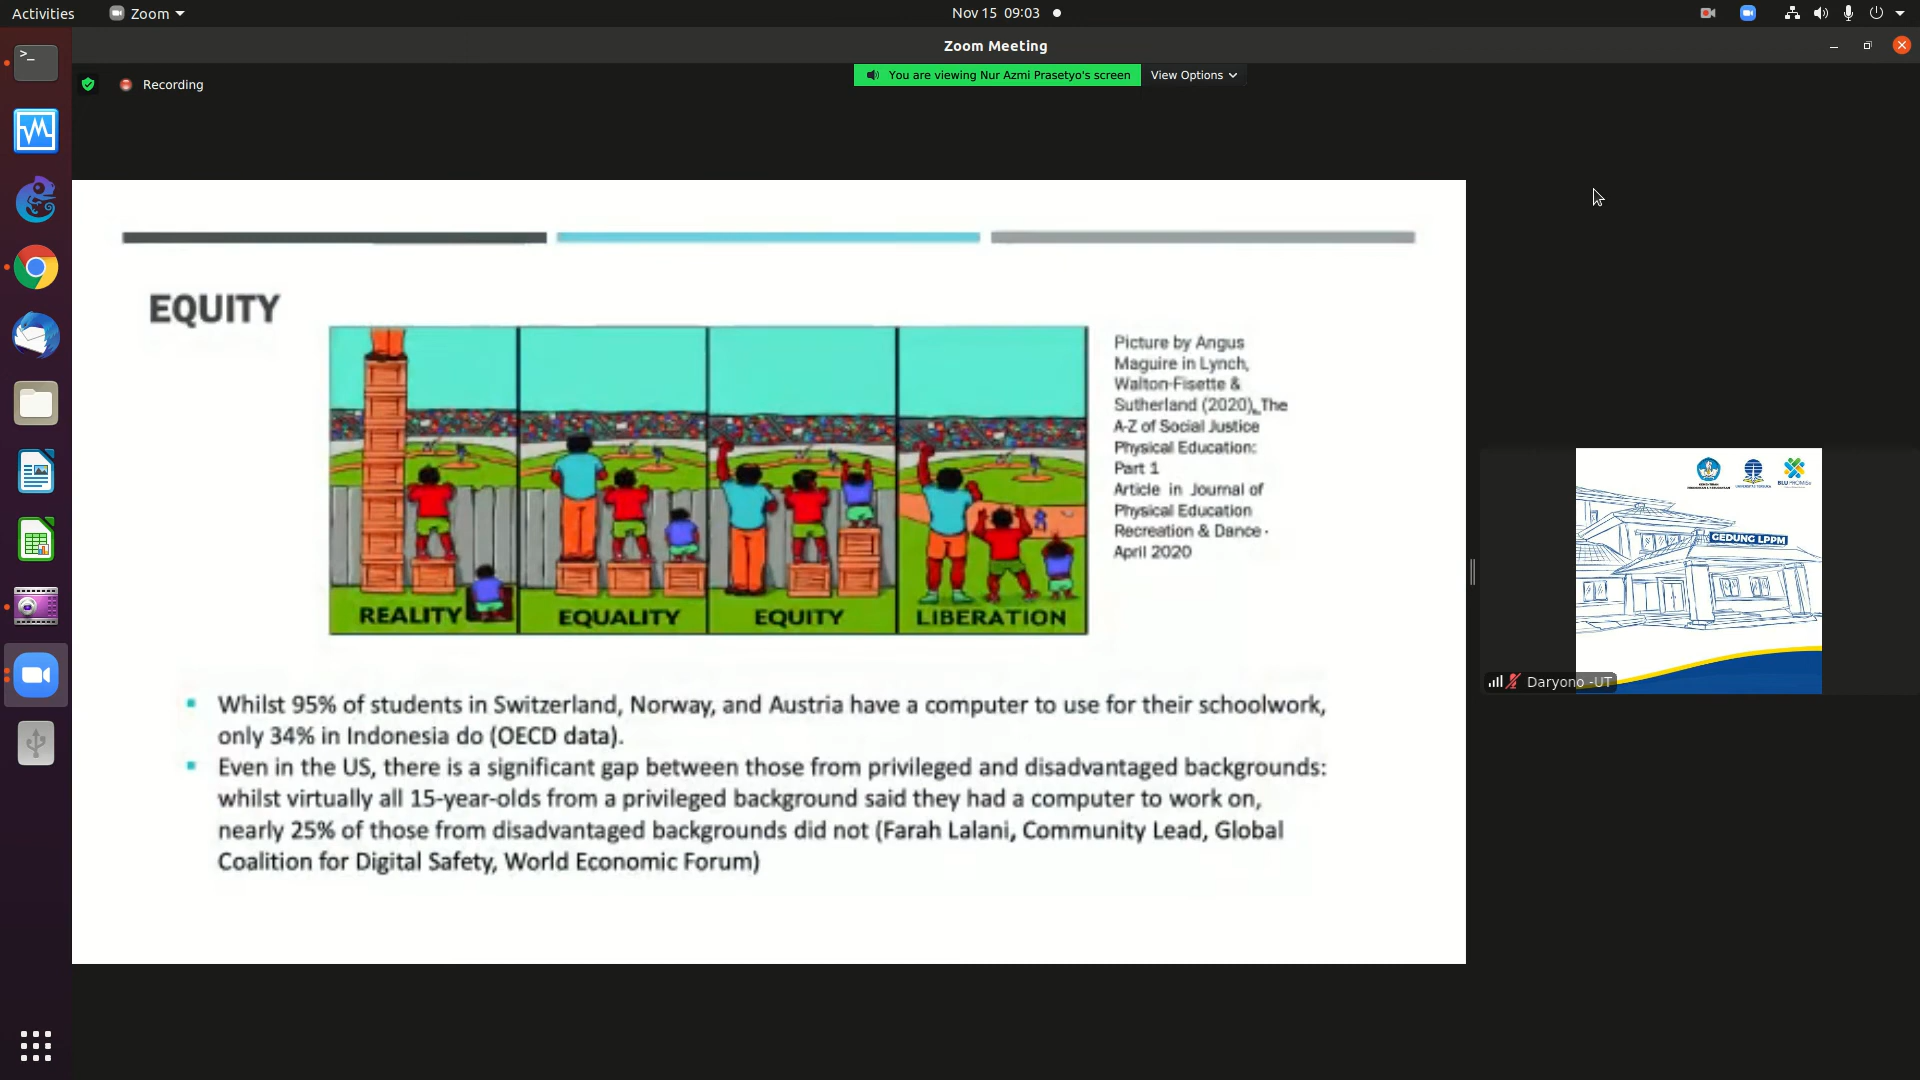 Activities
Zoom
Nov 15 09:03
Zoom Meeting
Recording
You are viewing Nur Azmi Prasetyo's screen
View Options
EQUITY
REALITY
EQUALITY
EQUITY
LIBERATION
Picture by Angus
Maguire in Lynch,
Walton-Fisette &
Sutherland (2020), The
A-Z of Social Justice
Physical Education:
Part 1
Article in Journal of
Physical Education
Recreation & Dance ·
April 2020
Whilst 95% of students in Switzerland, Norway, and Austria have a computer to use for their schoolwork,
only 34% in Indonesia do (OECD data).
Even in the US, there is a significant gap between those from privileged and disadvantaged backgrounds:
whilst virtually all 15-year-olds from a privileged background said they had a computer to work on,
nearly 25% of those from disadvantaged backgrounds did not (Farah Lalani, Community Lead, Global
Coalition for Digital Safety, World Economic Forum)
GEDUNG LPPM
Daryono -UT